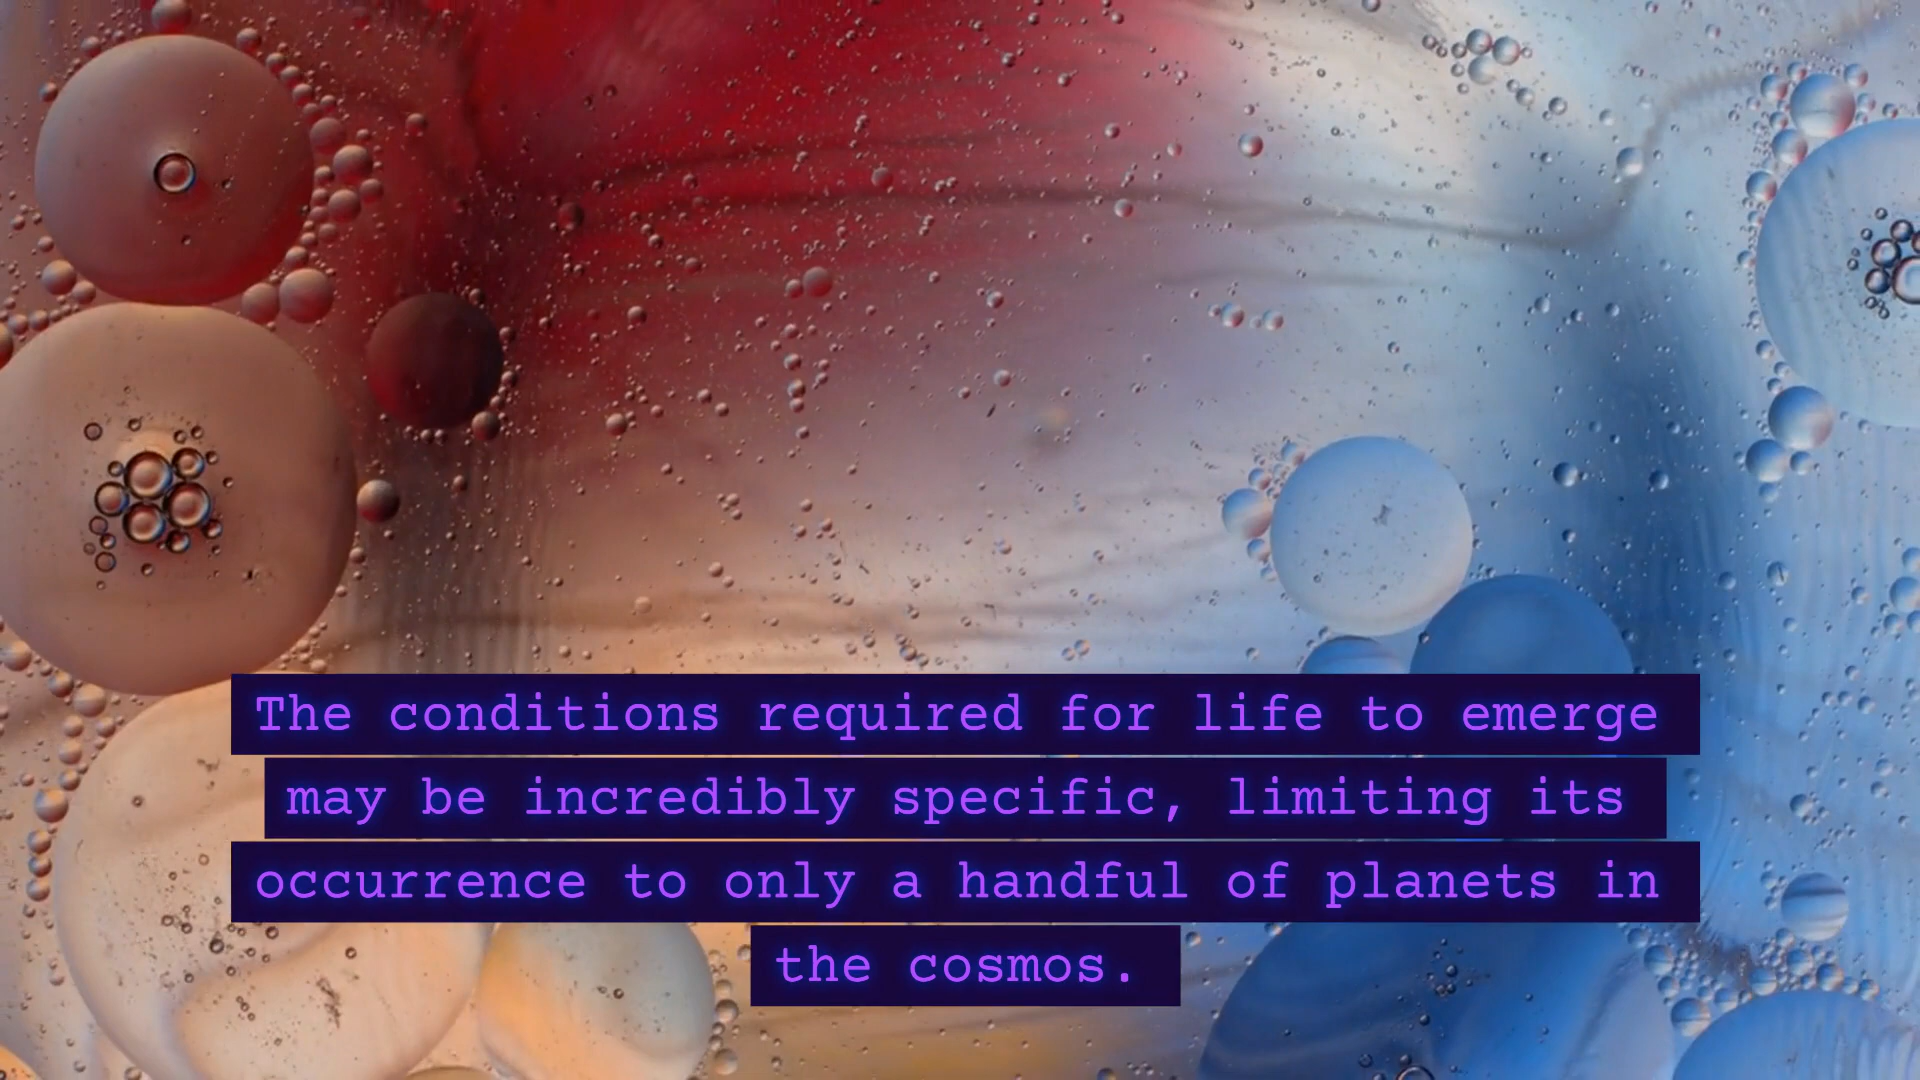 The conditions required for life to emerge
may be incredibly specific, limiting its
occurrence to only a handful of planets in
the cosmos.